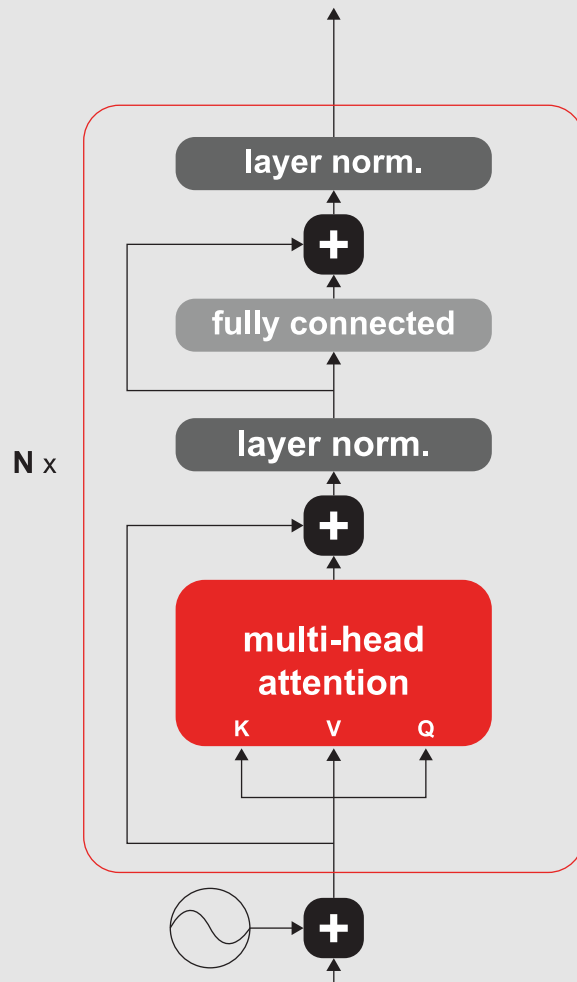 layer norm.
+
fully connected
layer norm.
N x
+
multi-head
attention
K V Q
+